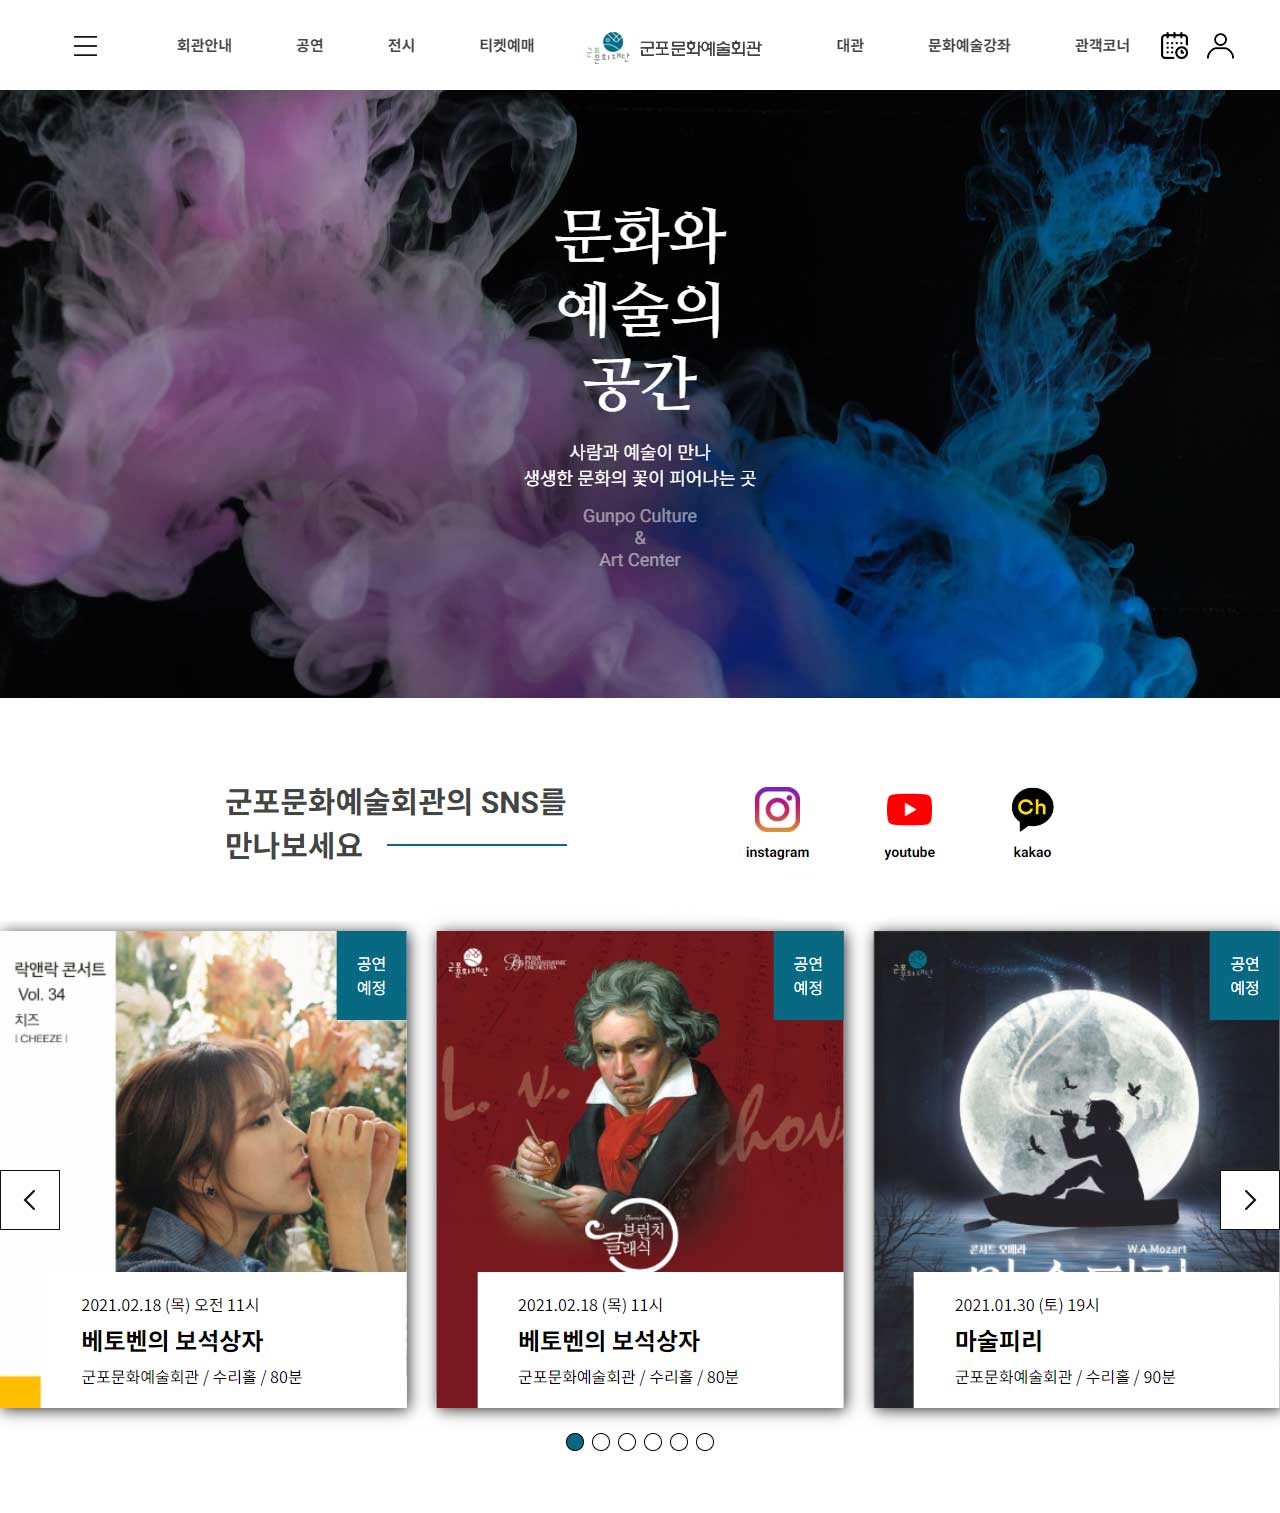 회관안내
공연
전시
티켓예매
군포
문화재단
군포문화예술회관
대관
문화예술강좌
관객코너
문화와
예술의
공간
사람과 예술이 만나
생생한 문화의 꽃이 피어나는 곳
Gunpo Culture
&
Art Center
군포문화예술회관의 SNS를
만나보세요
instagram
youtube
Ch
kakao
락앤락 콘서트
Vol. 34
치즈
| CHEEZE |
공연
예정
2021.02.18 (목) 오전 11시
베토벤의 보석상자
군포문화예술회관 / 수리홀 / 80분
군포
문화재단
PRIME
PHILHARMONIC
ORCHESTRA
공연
예정
L. v.
hov
브런치
클래식
2021.02.18 (목) 11시
베토벤의 보석상자
군포문화예술회관 / 수리홀 / 80분
군포
문화재단
공연
예정
콘서트 오페라
W.A.Mozart
마술피리
2021.01.30 (토) 19시
마술피리
군포문화예술회관 / 수리홀 / 90분